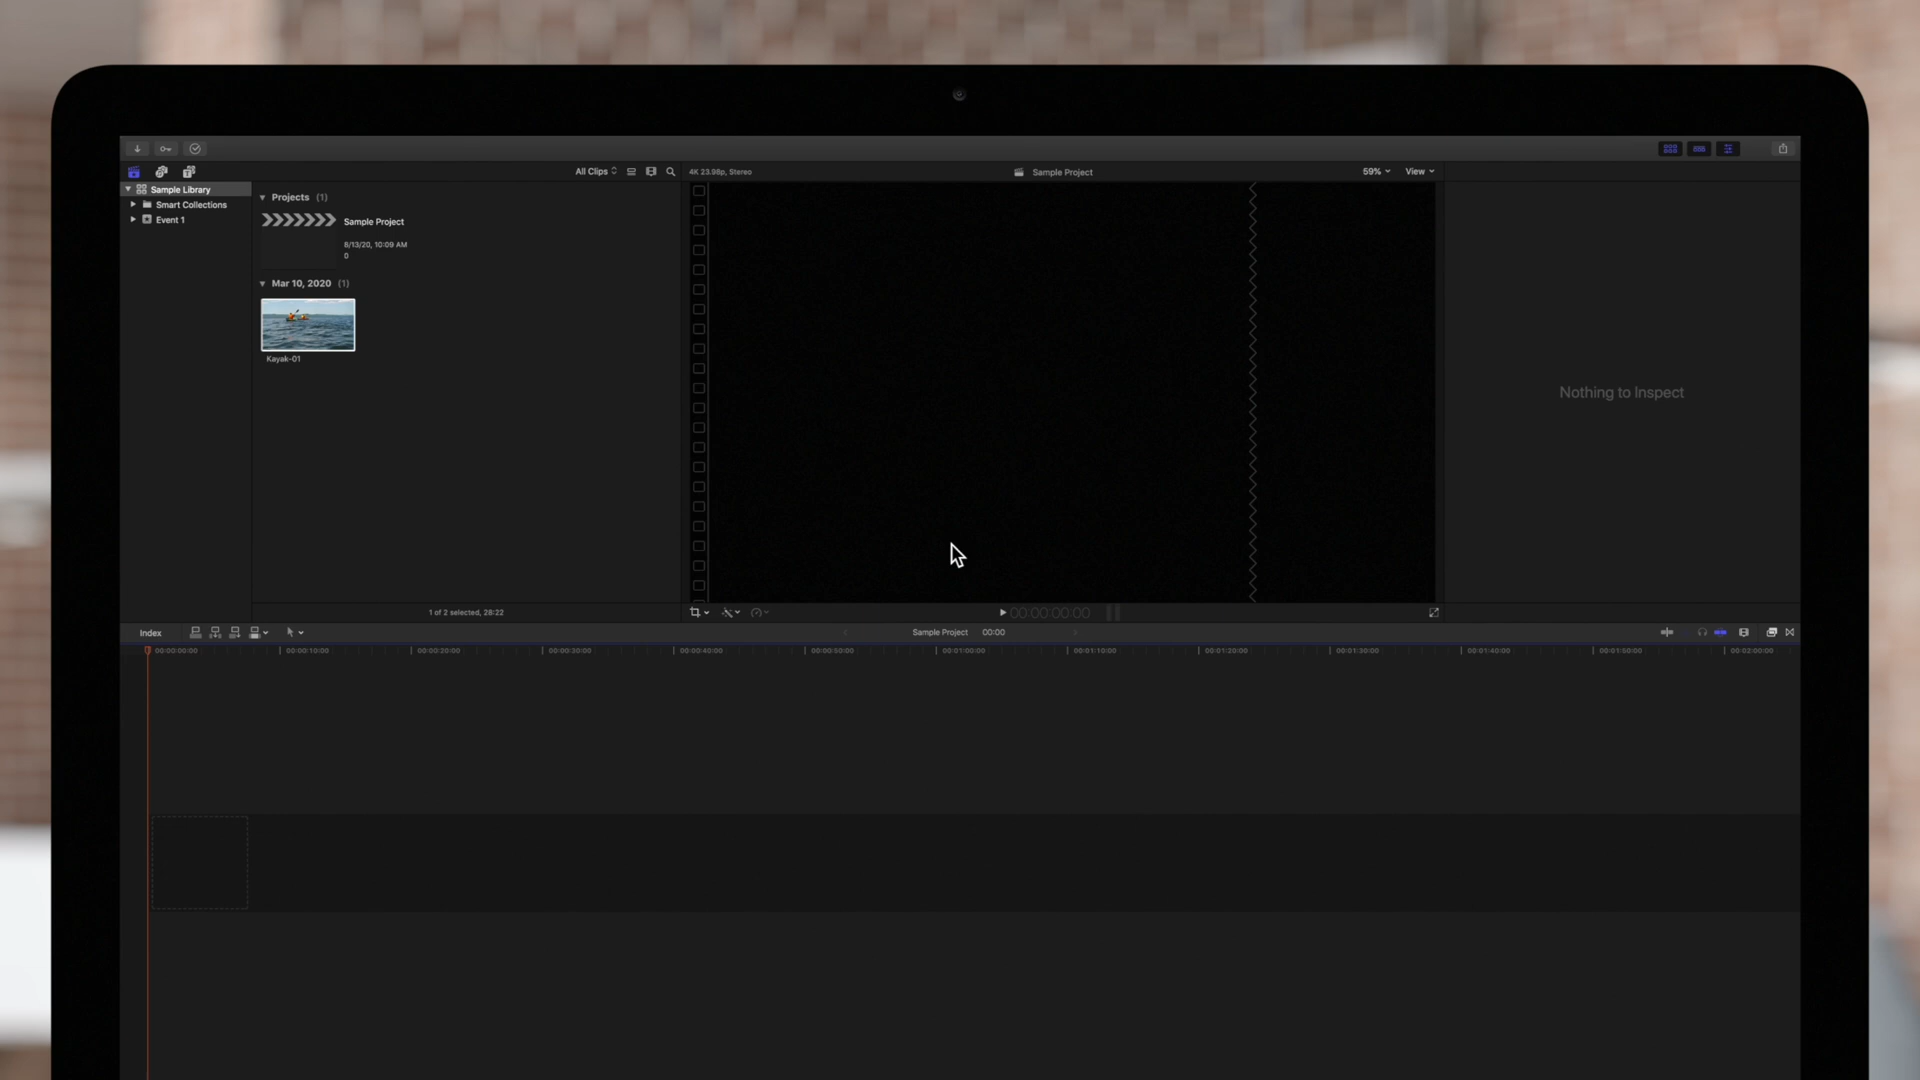 All Clips
4K 23.98p, Stereo
Sample Project
59%
View
Sample Library
Smart Collections
Event 1
Projects (1)
Sample Project
8/13/20, 10:09 AM
0
Mar 10, 2020 (1)
Kayak-01
Nothing to Inspect
1 of 2 selected, 28:22
00:00:00:00
Index
Sample Project 00:00
00:00:00:00 00:00:10:00 00:00:20:00 00:00:30:00 00:00:40:00 00:00:50:00 00:01:00:00 00:01:10:00 00:01:20:00 00:01:30:00 00:01:40:00 00:01:50:00 00:02:00:00